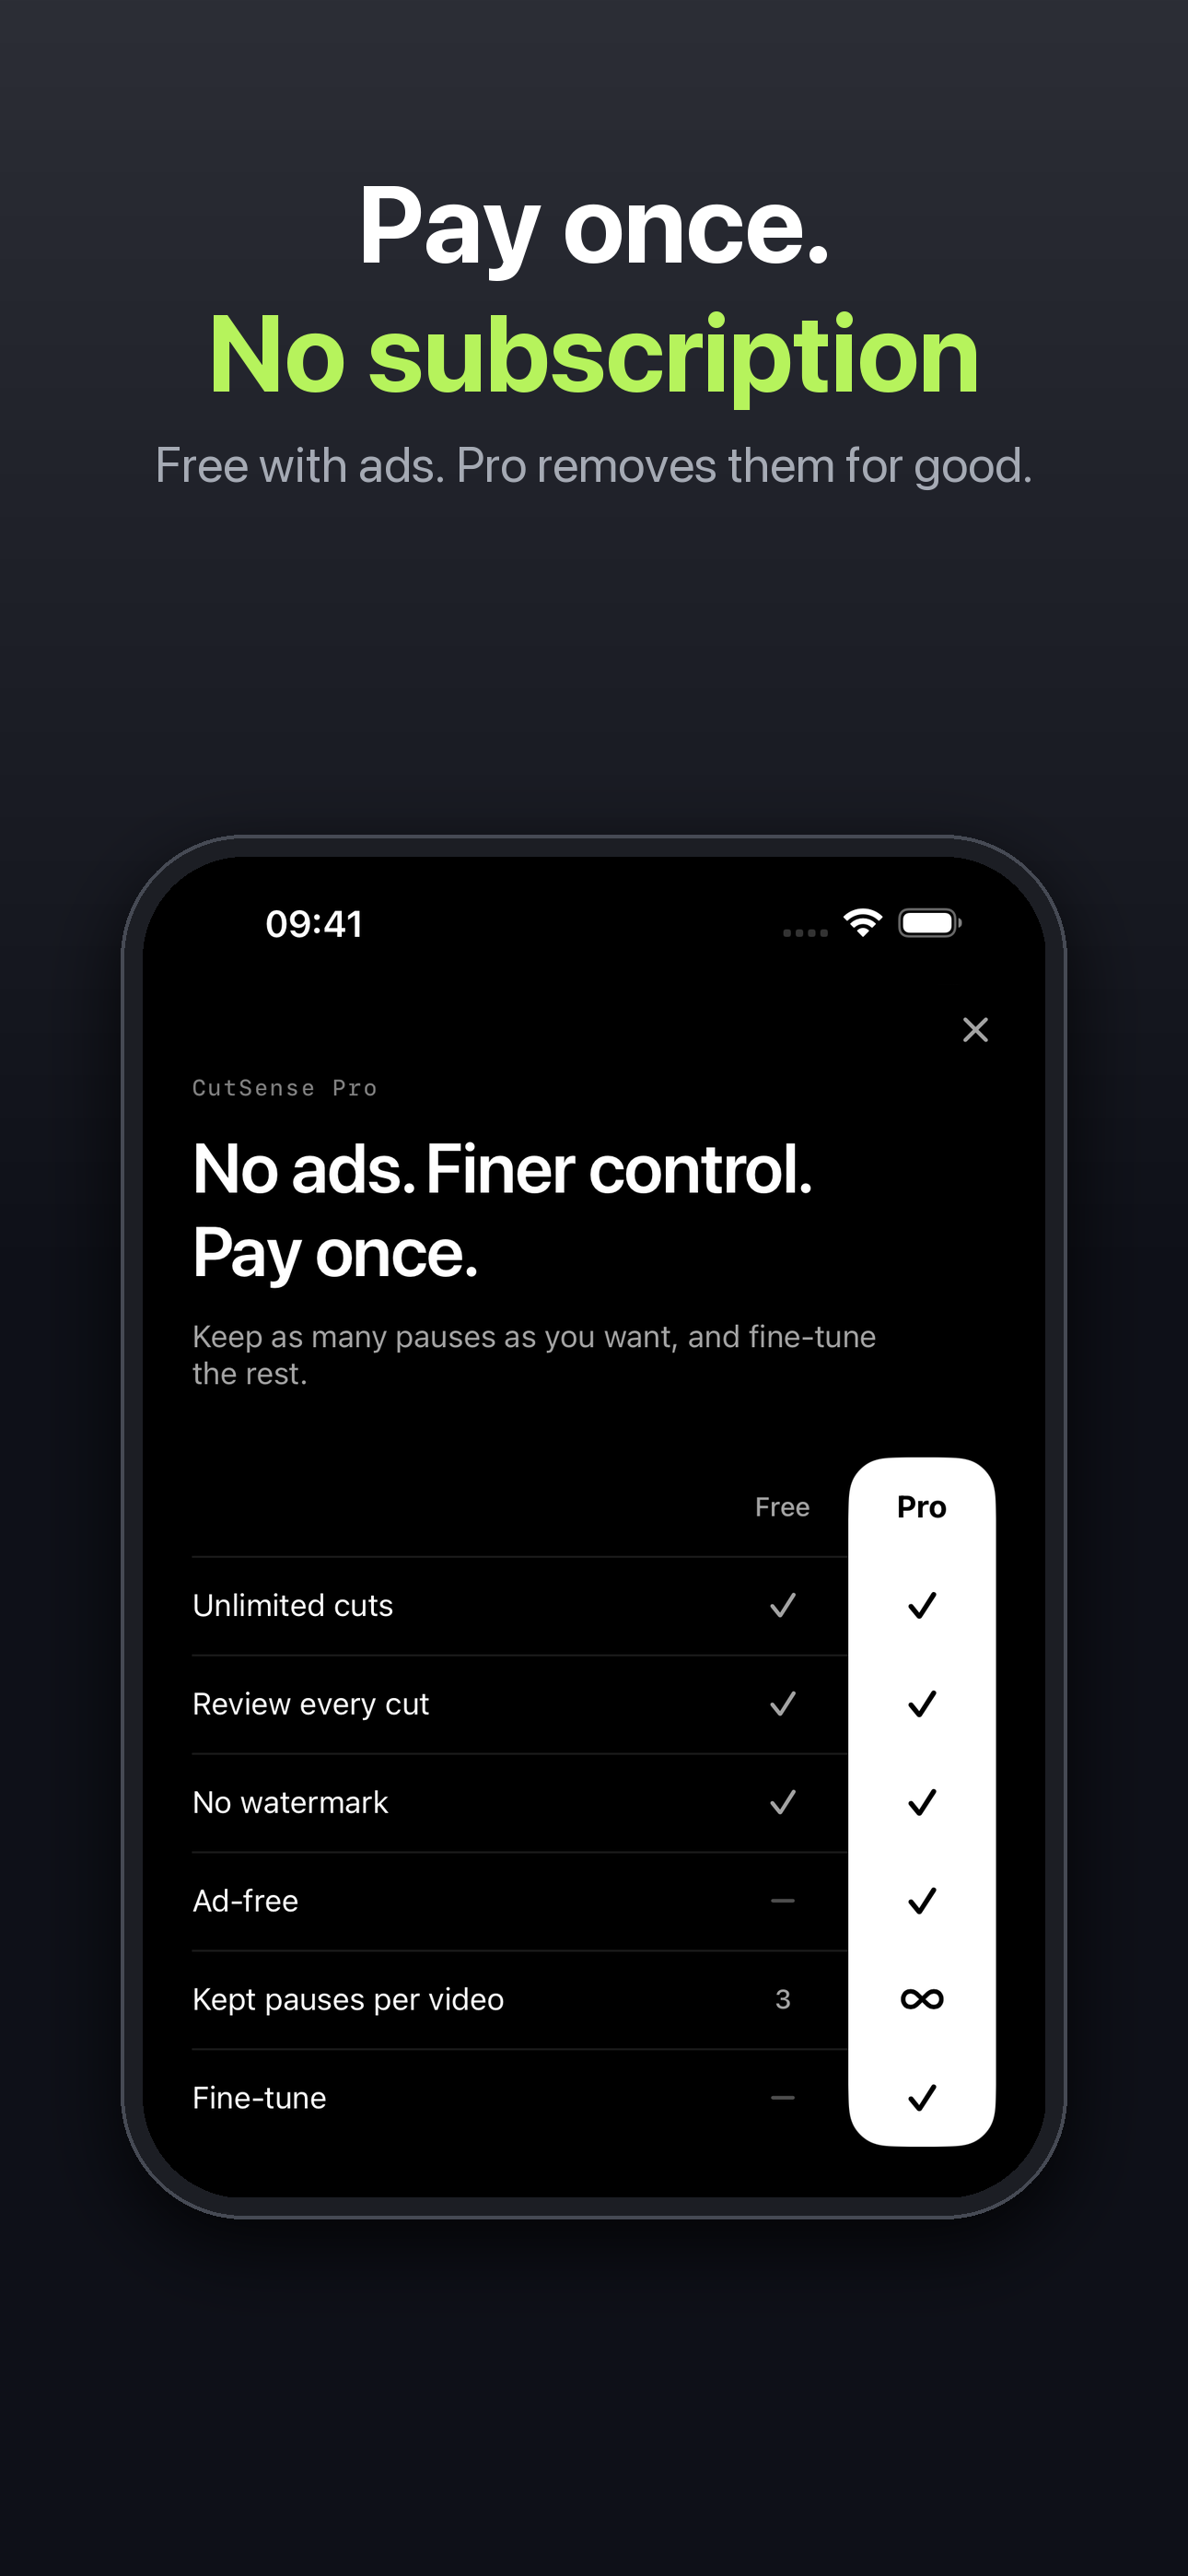 Pay once.
No subscription
Free with ads. Pro removes them for good.
09:41
CutSense Pro
No ads. Finer control.
Pay once.
Keep as many pauses as you want, and fine-tune
the rest.
Free Pro
Unlimited cuts
Review every cut
No watermark
Ad-free
Kept pauses per video 3 ∞
Fine-tune